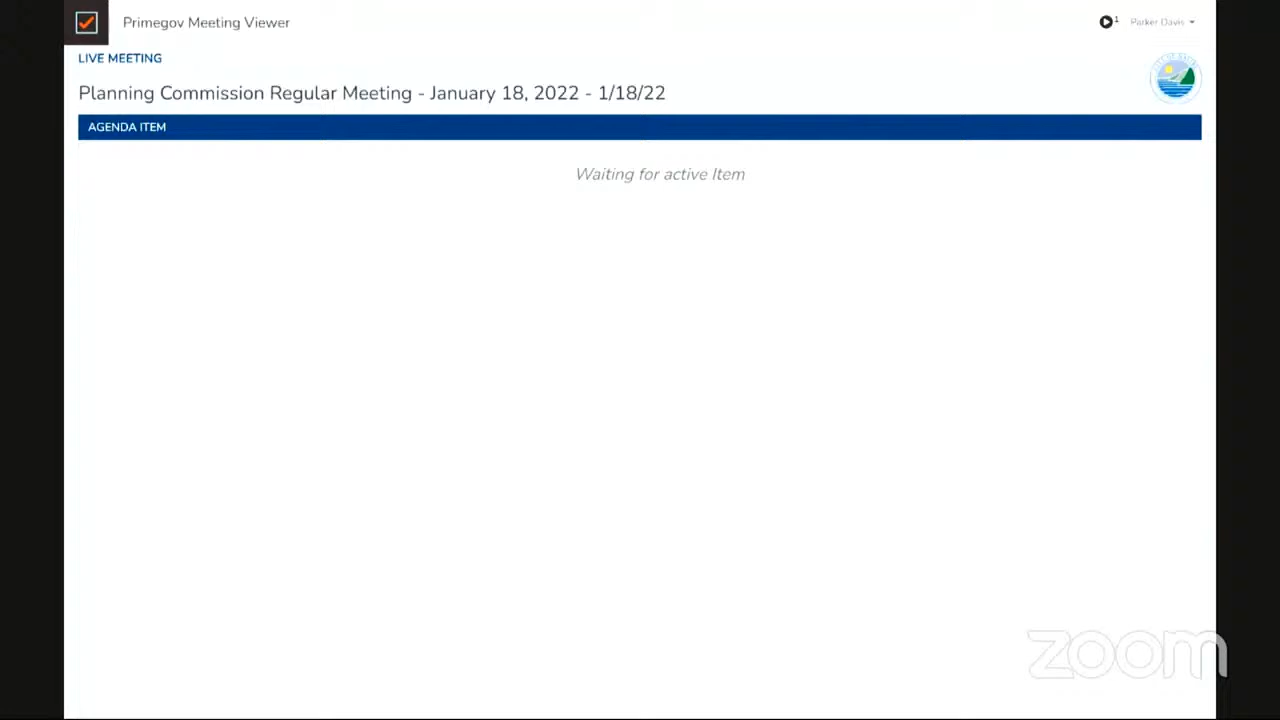 Primegov Meeting Viewer
1 Parker Davis
LIVE MEETING
Planning Commission Regular Meeting - January 18, 2022 - 1/18/22
AGENDA ITEM
Waiting for active Item
zoom